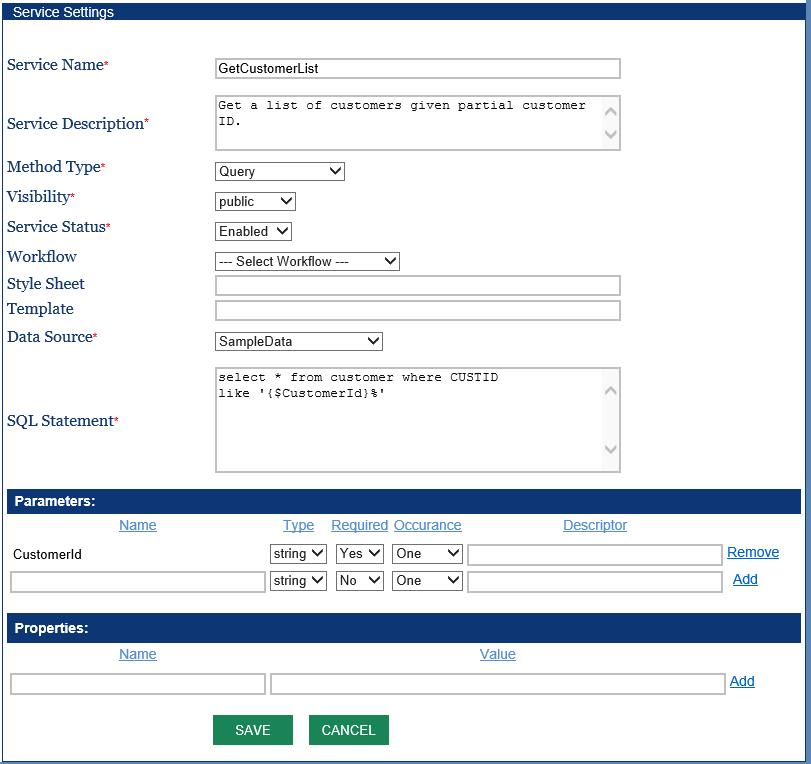 Service Settings
Service Name* GetCustomerList
Service Description* Get a list of customers given partial customer
ID.
Method Type* Query
Visibility* public
Service Status* Enabled
Workflow --- Select Workflow ---
Style Sheet
Template
Data Source* SampleData
SQL Statement* select * from customer where CUSTID
like '{$CustomerId}%'
Parameters:
Name Type Required Occurance Descriptor
CustomerId string Yes One Remove
string No One Add
Properties:
Name Value
Add
SAVE CANCEL